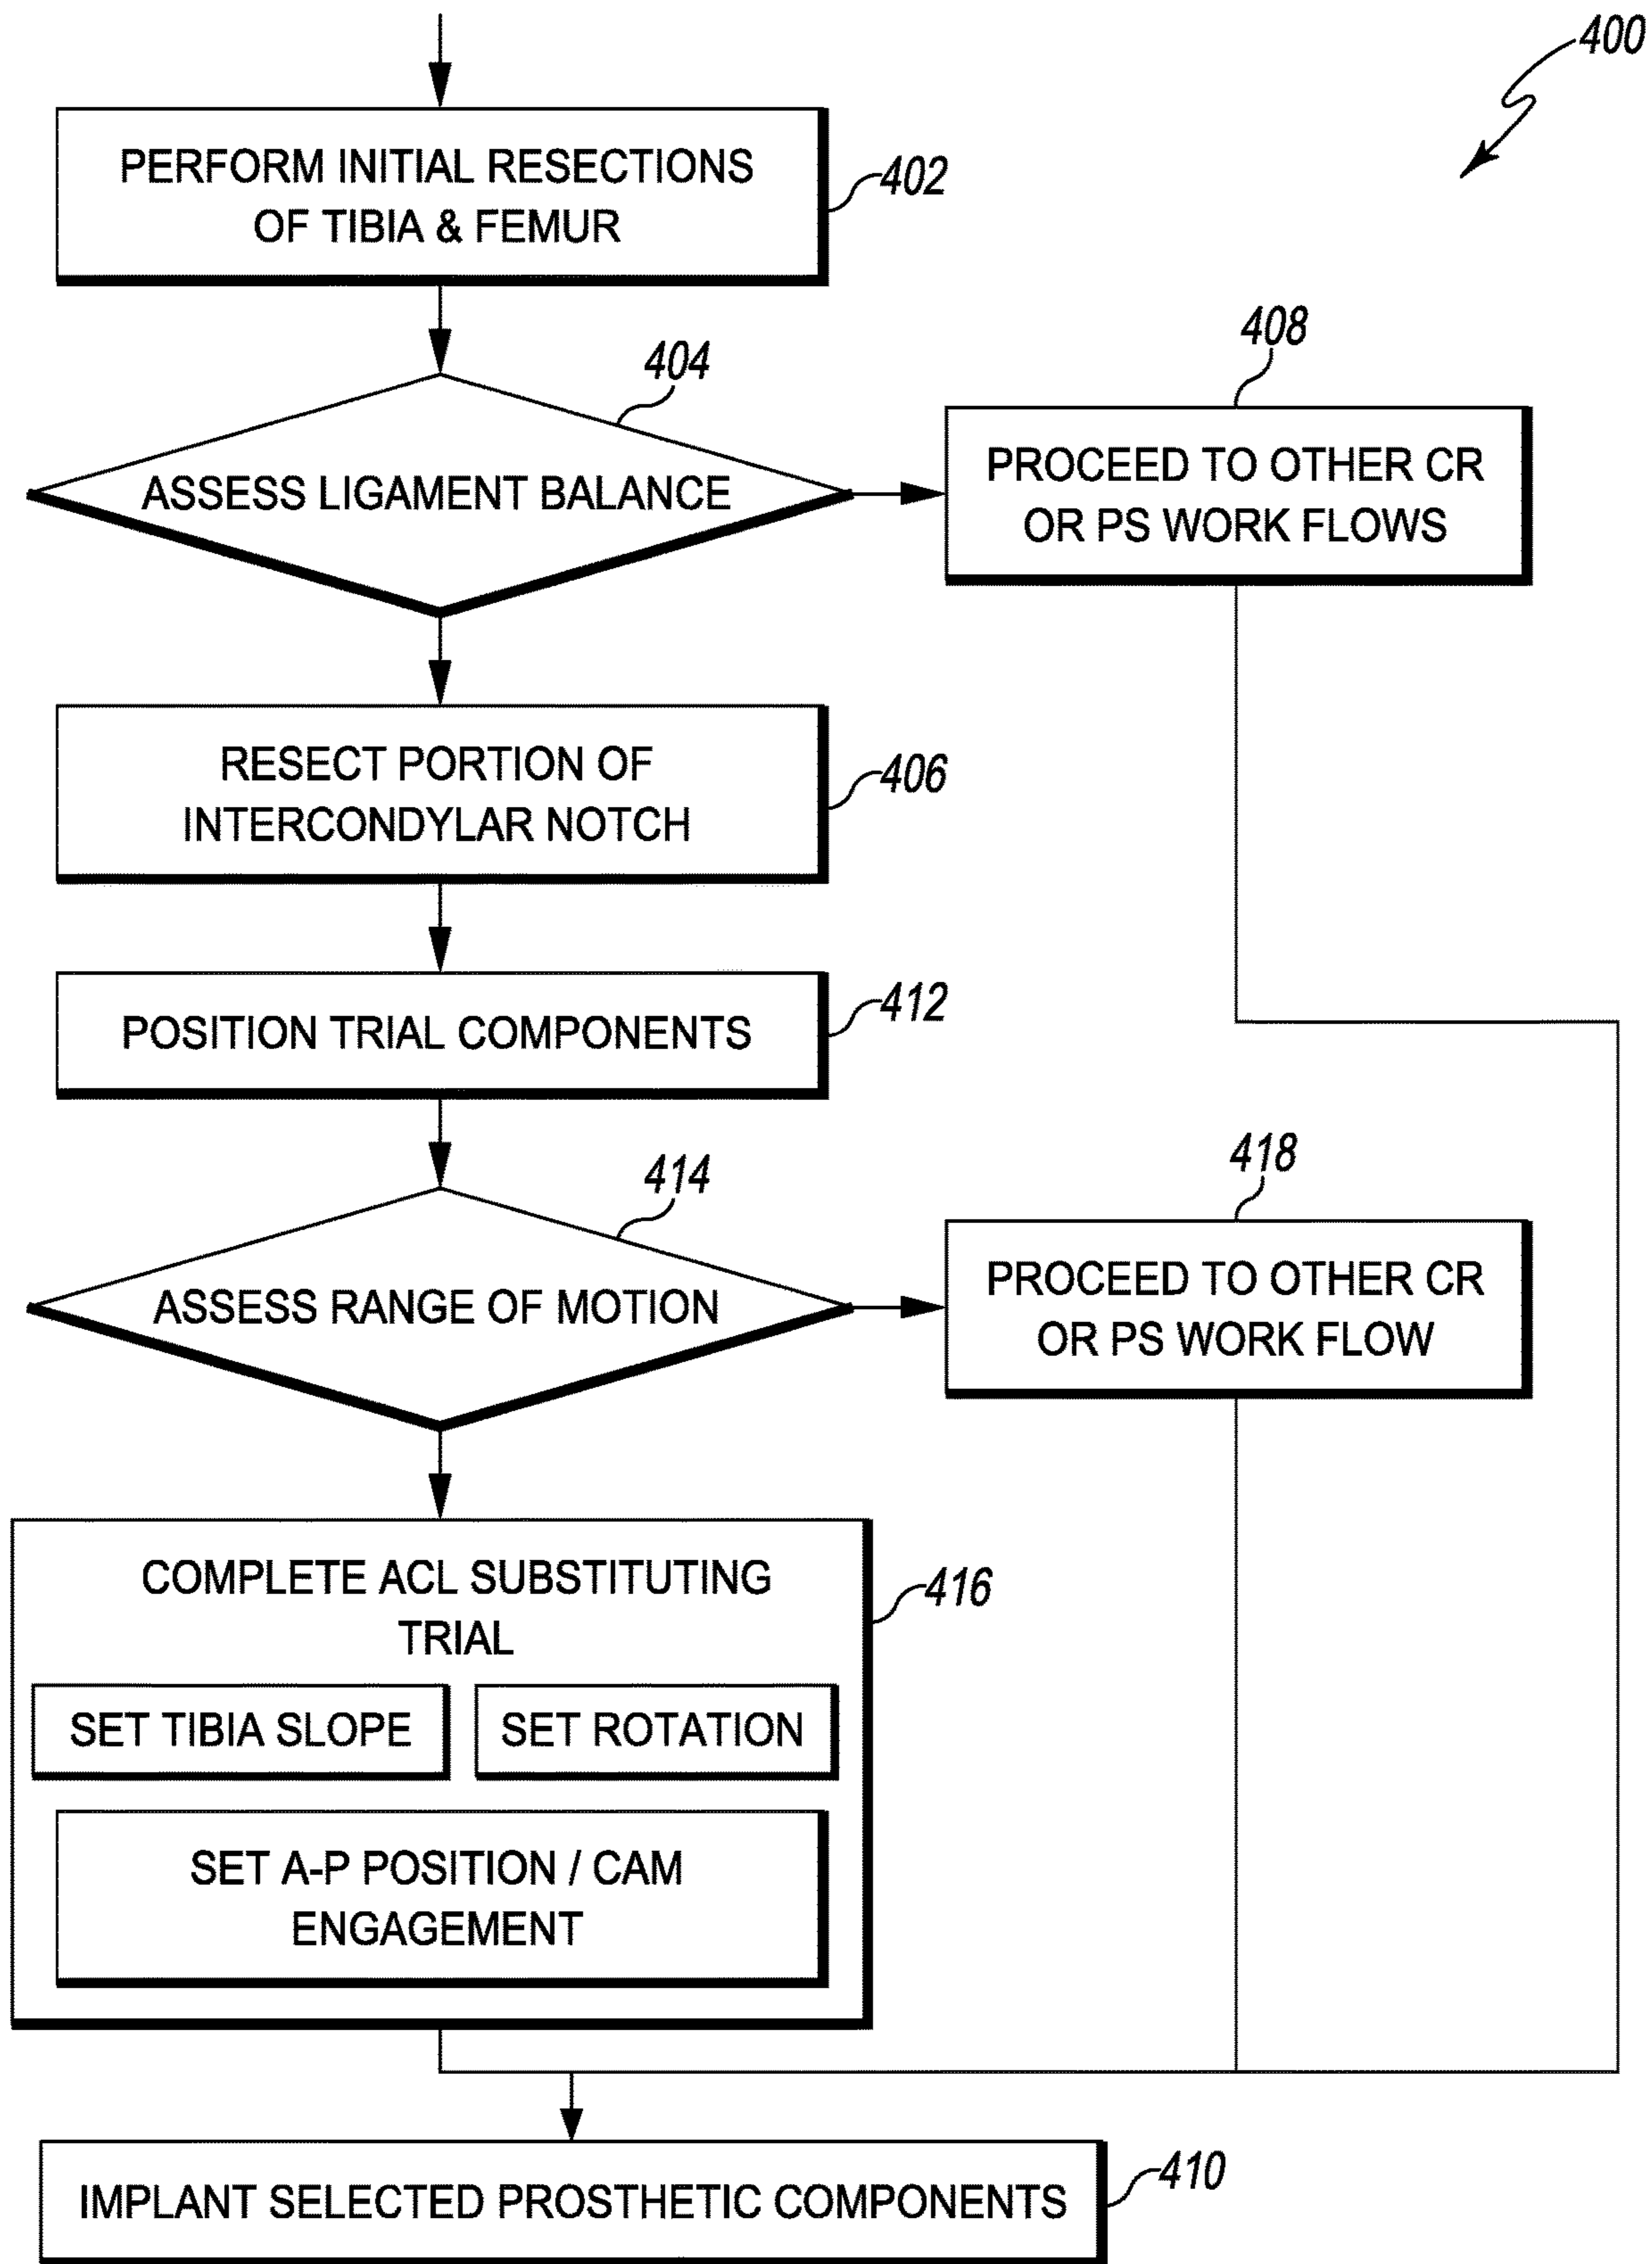 400
PERFORM INITIAL RESECTIONS
OF TIBIA & FEMUR
402
404
ASSESS LIGAMENT BALANCE
408
PROCEED TO OTHER CR
OR PS WORK FLOWS
RESECT PORTION OF
INTERCONDYLAR NOTCH
406
POSITION TRIAL COMPONENTS
412
414
ASSESS RANGE OF MOTION
418
PROCEED TO OTHER CR
OR PS WORK FLOW
COMPLETE ACL SUBSTITUTING
TRIAL
416
SET TIBIA SLOPE
SET ROTATION
SET A-P POSITION / CAM
ENGAGEMENT
IMPLANT SELECTED PROSTHETIC COMPONENTS
410